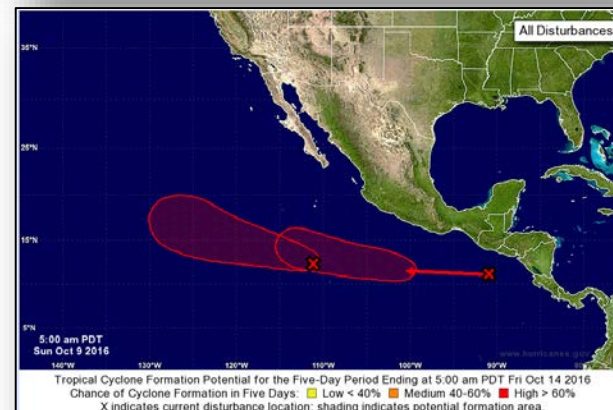 All Disturbances
35°N
25°N
15°N
5°N
5:00 am PDT
Sun Oct 9 2016
www.hurricanes.gov
140°W 130°W 120°W 110°W 100°W 90°W
Tropical Cyclone Formation Potential for the Five-Day Period Ending at 5:00 am PDT Fri Oct 14 2016
Chance of Cyclone Formation in Five Days: Low < 40% Medium 40-60% High > 60%
X indicates current disturbance location; shading indicates potential formation area.